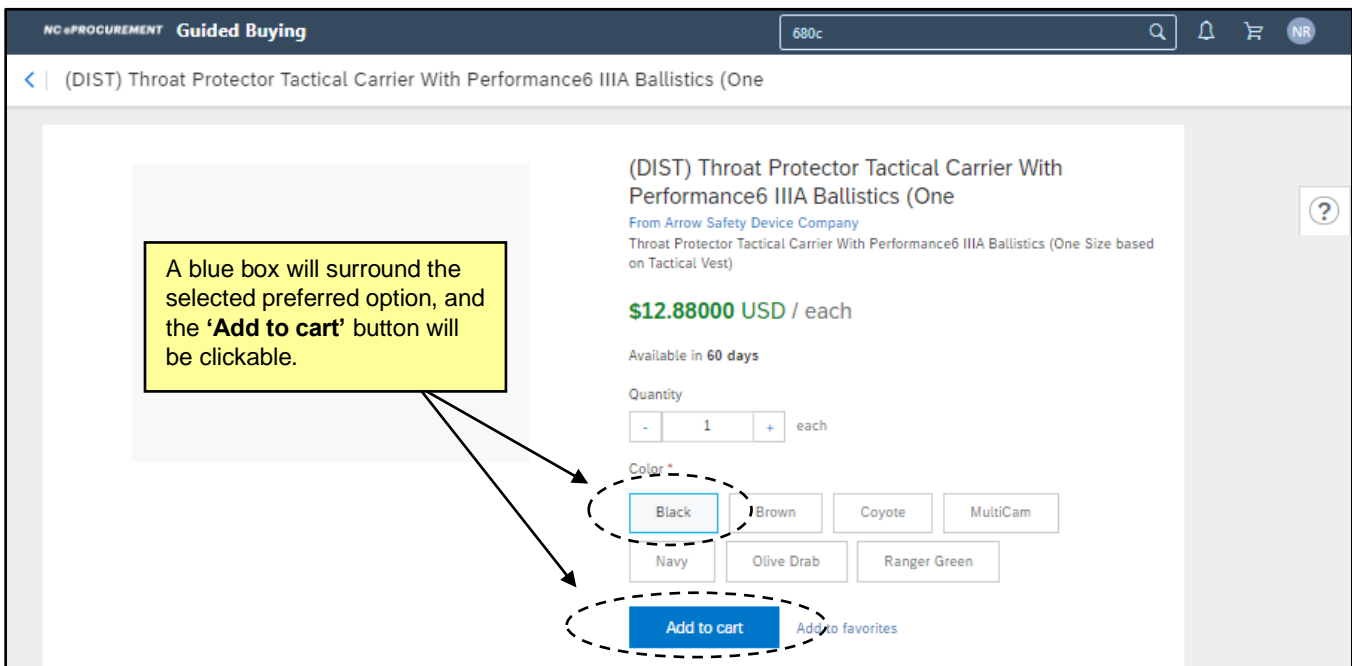 NC ePROCUREMENT Guided Buying
680c
NR
(DIST) Throat Protector Tactical Carrier With Performance6 IIIA Ballistics (One
(DIST) Throat Protector Tactical Carrier With
Performance6 IIIA Ballistics (One
From Arrow Safety Device Company
Throat Protector Tactical Carrier With Performance6 IIIA Ballistics (One Size based
on Tactical Vest)
?
A blue box will surround the
selected preferred option, and
the ‘Add to cart’ button will
be clickable.
$12.88000 USD / each
Available in 60 days
Quantity
- 1 + each
Color *
Black Brown Coyote MultiCam
Navy Olive Drab Ranger Green
Add to cart Add to favorites